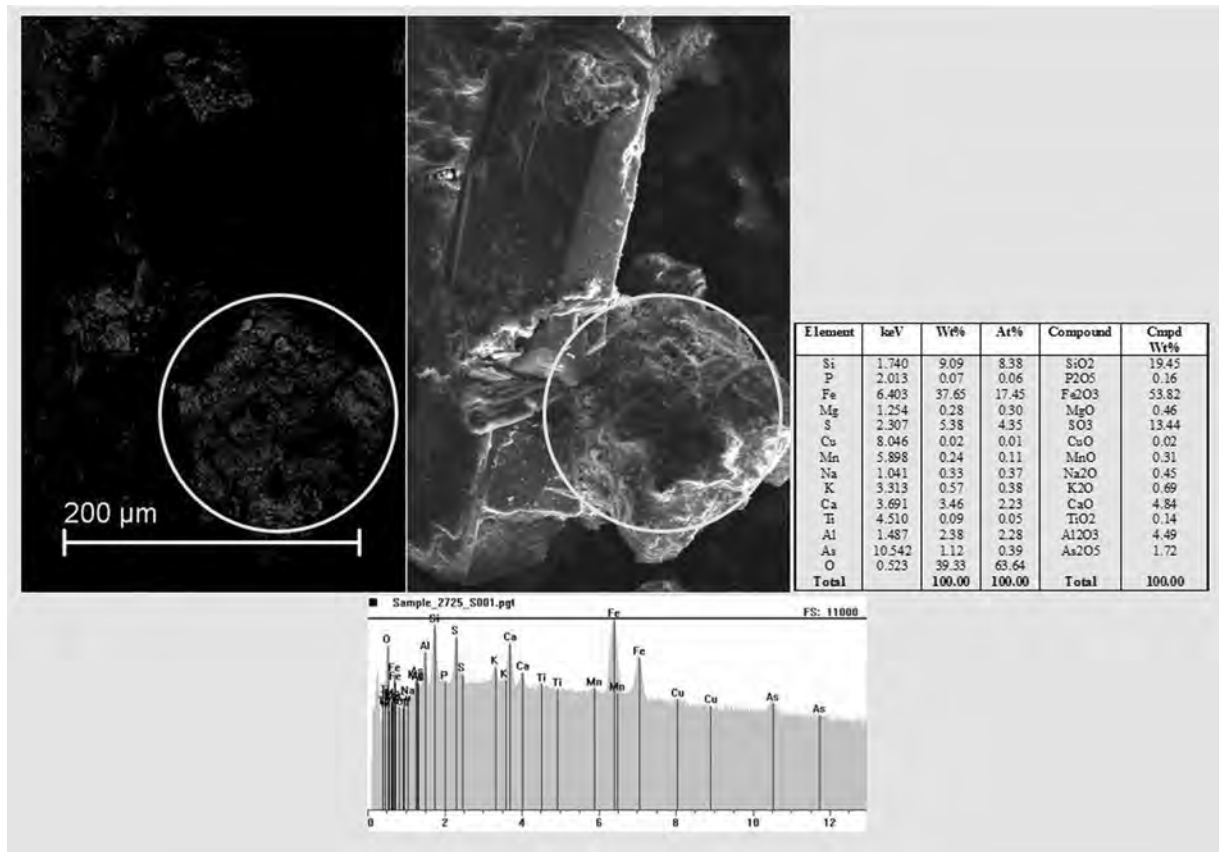 200 µm
Element keV Wt% At% Compound Cmpd Wt%
Si 1.740 9.09 8.38 SiO2 19.45
P 2.013 0.07 0.06 P2O5 0.16
Fe 6.403 37.65 17.45 Fe2O3 53.82
Mg 1.254 0.28 0.30 MgO 0.46
S 2.307 5.38 4.35 SO3 13.44
Cu 8.046 0.02 0.01 CuO 0.02
Mn 5.898 0.24 0.11 MnO 0.31
Na 1.041 0.33 0.37 Na2O 0.45
K 3.313 0.57 0.38 K2O 0.69
Ca 3.691 3.46 2.23 CaO 4.84
Ti 4.510 0.09 0.05 TiO2 0.14
Al 1.487 2.38 2.28 Al2O3 4.49
As 10.542 1.12 0.39 As2O5 1.72
O 0.523 39.33 63.64
Total 100.00 100.00 Total 100.00
Sample_2725_S001.pgt FS: 11000
Fe
Si
O S Ca
Al Fe
Fe K Ca
Fe P S K Ti Ti Mn Mn
Na Cu Cu As As
0 2 4 6 8 10 12